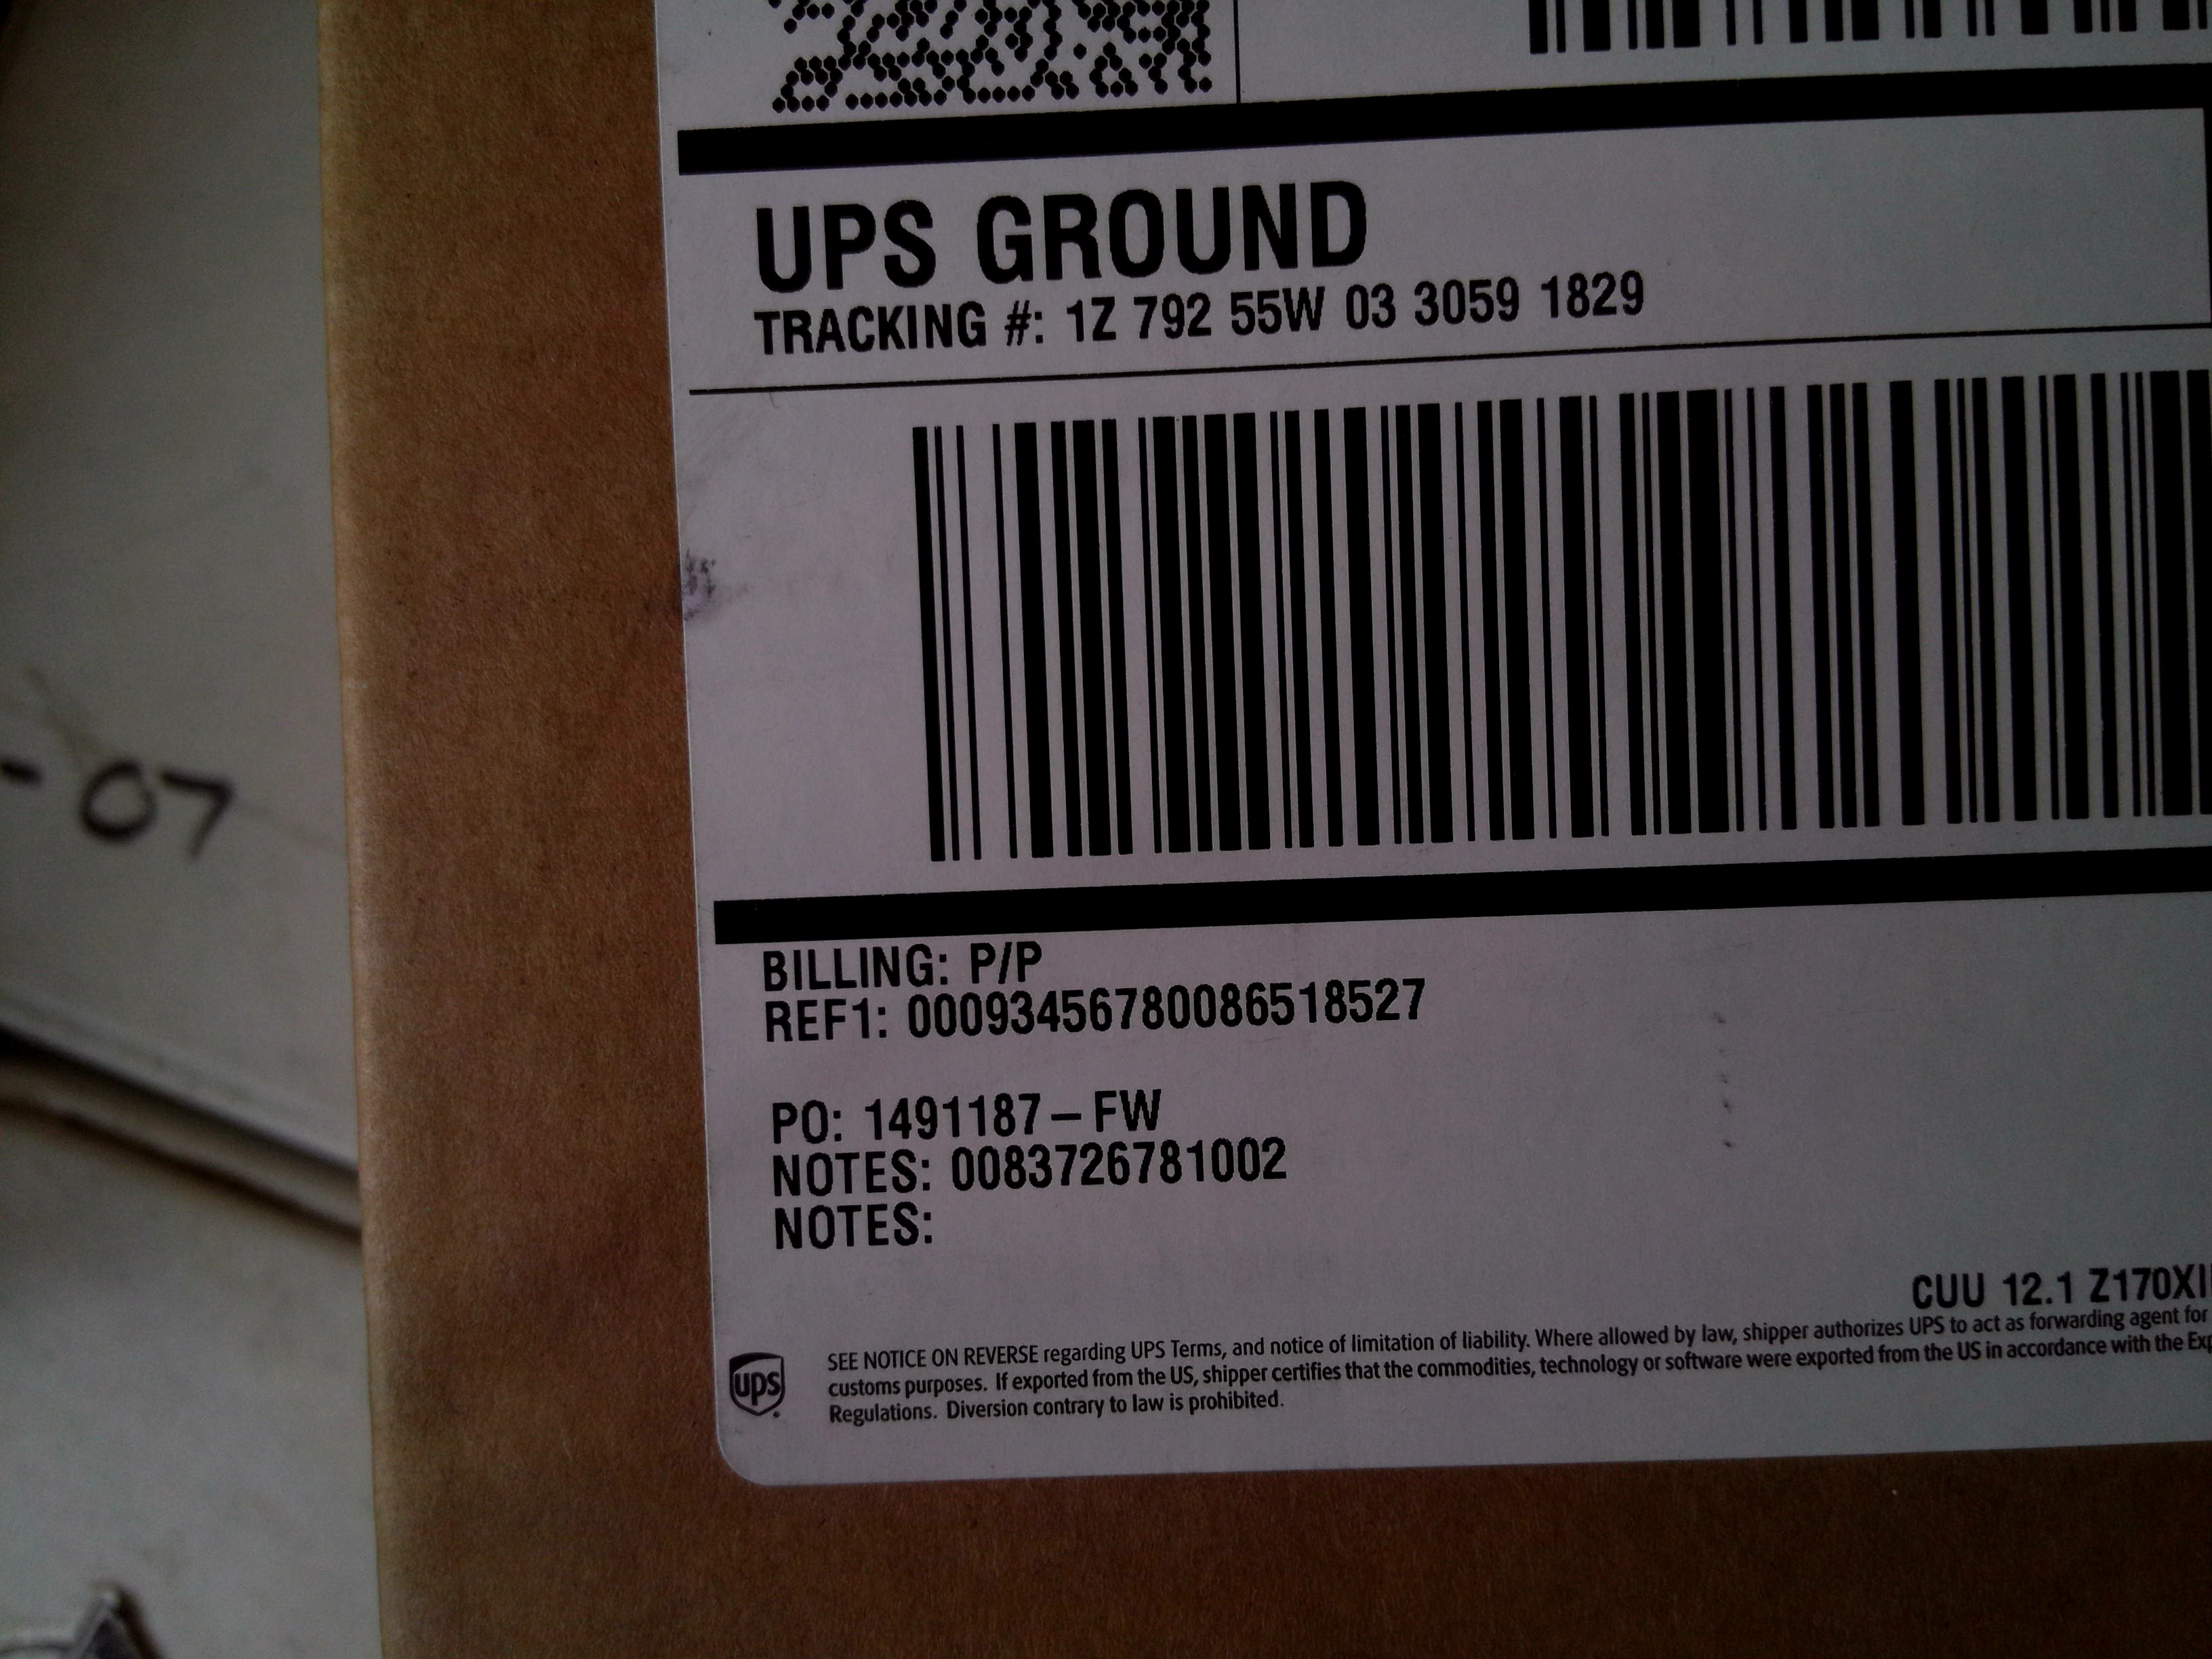 UPS GROUND
TRACKING #: 1Z 792 55W 03 3059 1829
BILLING: P/P
REF1: 00093456780086518527
PO: 1491187-FW
NOTES: 0083726781002
NOTES:
CUU 12.1 Z170XI
ups
SEE NOTICE ON REVERSE regarding UPS Terms, and notice of limitation of liability. Where allowed by law, shipper authorizes UPS to act as forwarding agent for
customs purposes. If exported from the US, shipper certifies that the commodities, technology or software were exported from the US in accordance with the Exp
Regulations. Diversion contrary to law is prohibited.
- 07